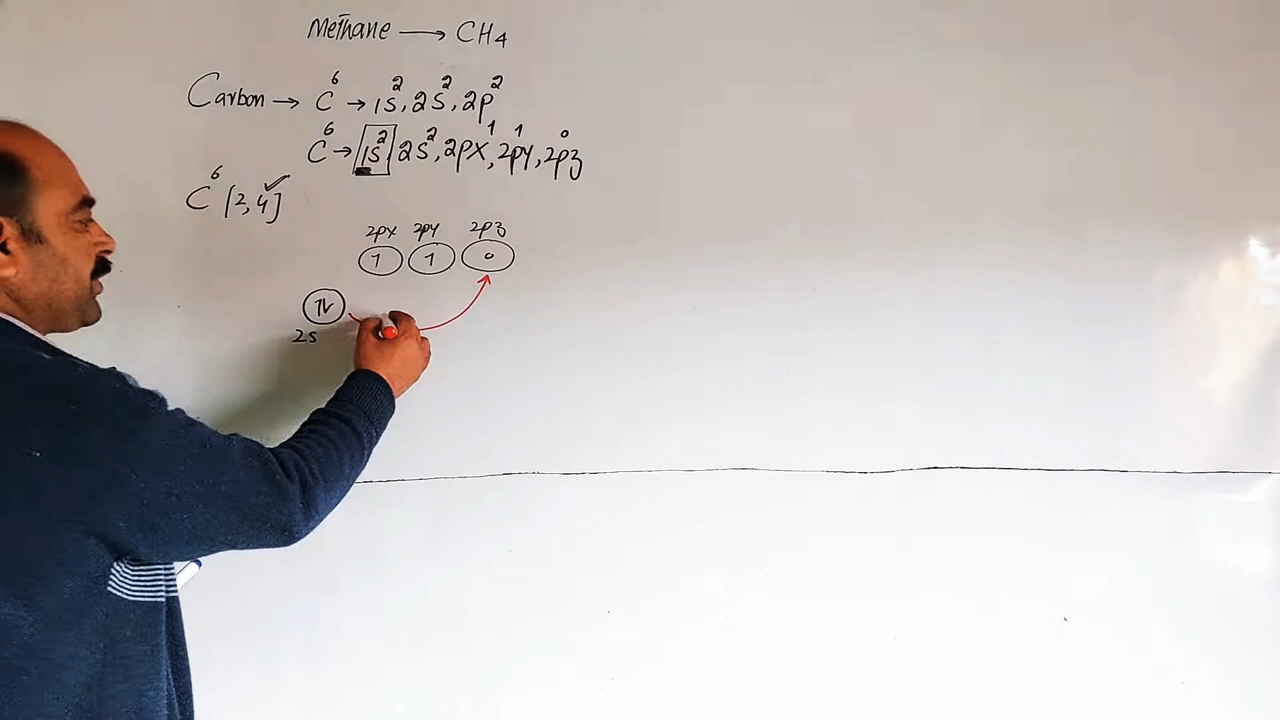 Methane → CH₄
Carbon → C⁶ → 1S², 2S², 2p²
C⁶ → 1S², 2S², 2px¹, 2py¹, 2pz⁰
C⁶ [2, 4]
2px 2py 2pz
1 1 0
1L
2s